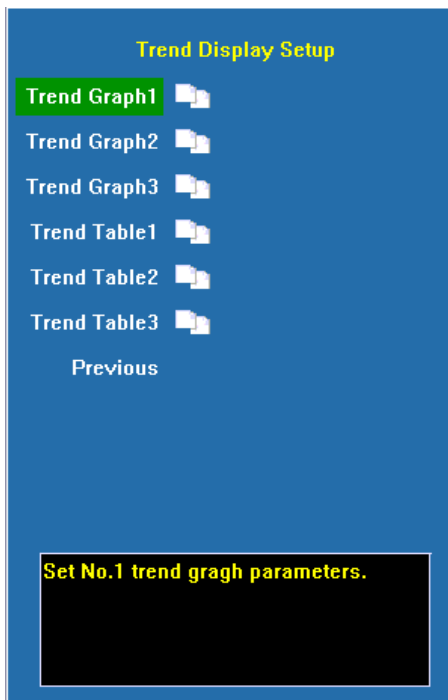 Trend Display Setup
Trend Graph1
Trend Graph2
Trend Graph3
Trend Table1
Trend Table2
Trend Table3
Previous
Set No.1 trend gragh parameters.